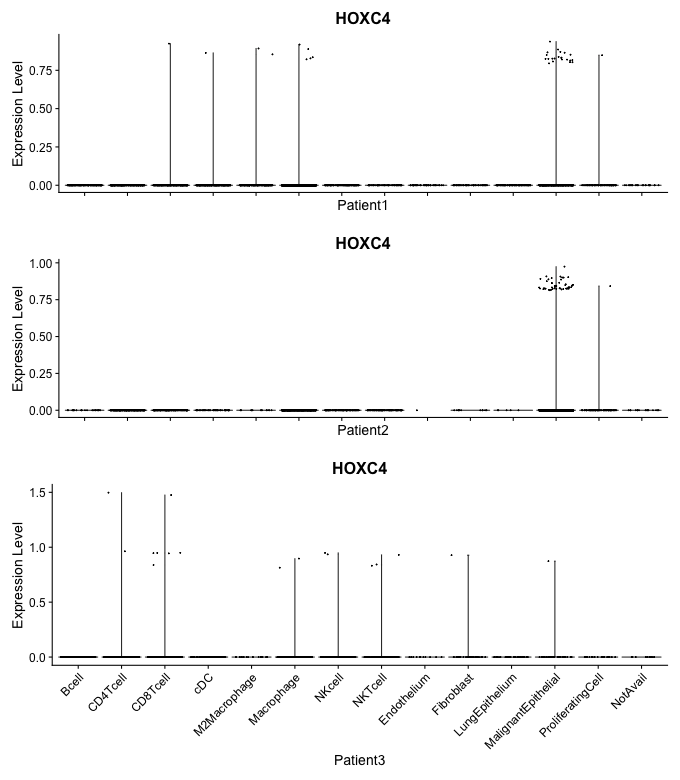 HOXC4
Expression Level
0.75
0.50
0.25
0.00
Patient1
HOXC4
Expression Level
1.00
0.75
0.50
0.25
0.00
Patient2
HOXC4
Expression Level
1.5
1.0
0.5
0.0
Bcell
CD4Tcell
CD8Tcell
cDC
M2Macrophage
Macrophage
NKcell
NKTcell
Endothelium
Fibroblast
LungEpithelium
MalignantEpithelial
ProliferatingCell
NotAvail
Patient3